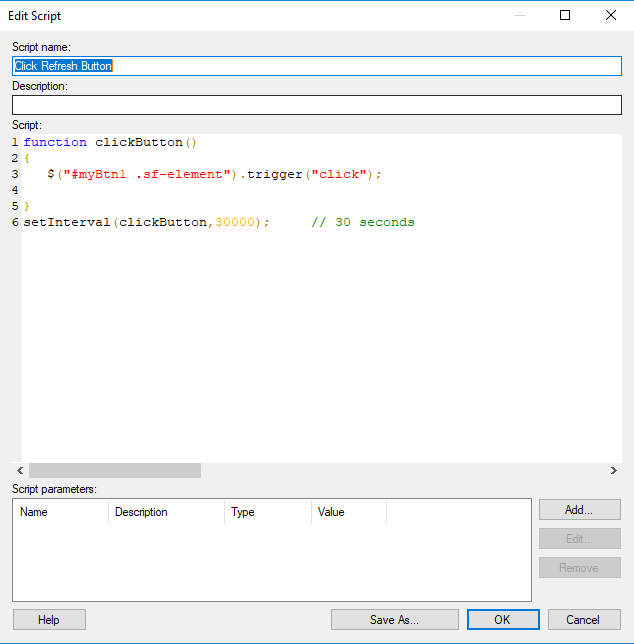 Edit Script
Script name:
Click Refresh Button
Description:
Script:
1 function clickButton()
2 {
3    $("#myBtn1 .sf-element").trigger("click");
4
5 }
6 setInterval(clickButton,30000);     // 30 seconds
Script parameters:
Name Description Type Value
Add...
Edit...
Remove
Help Save As... OK Cancel